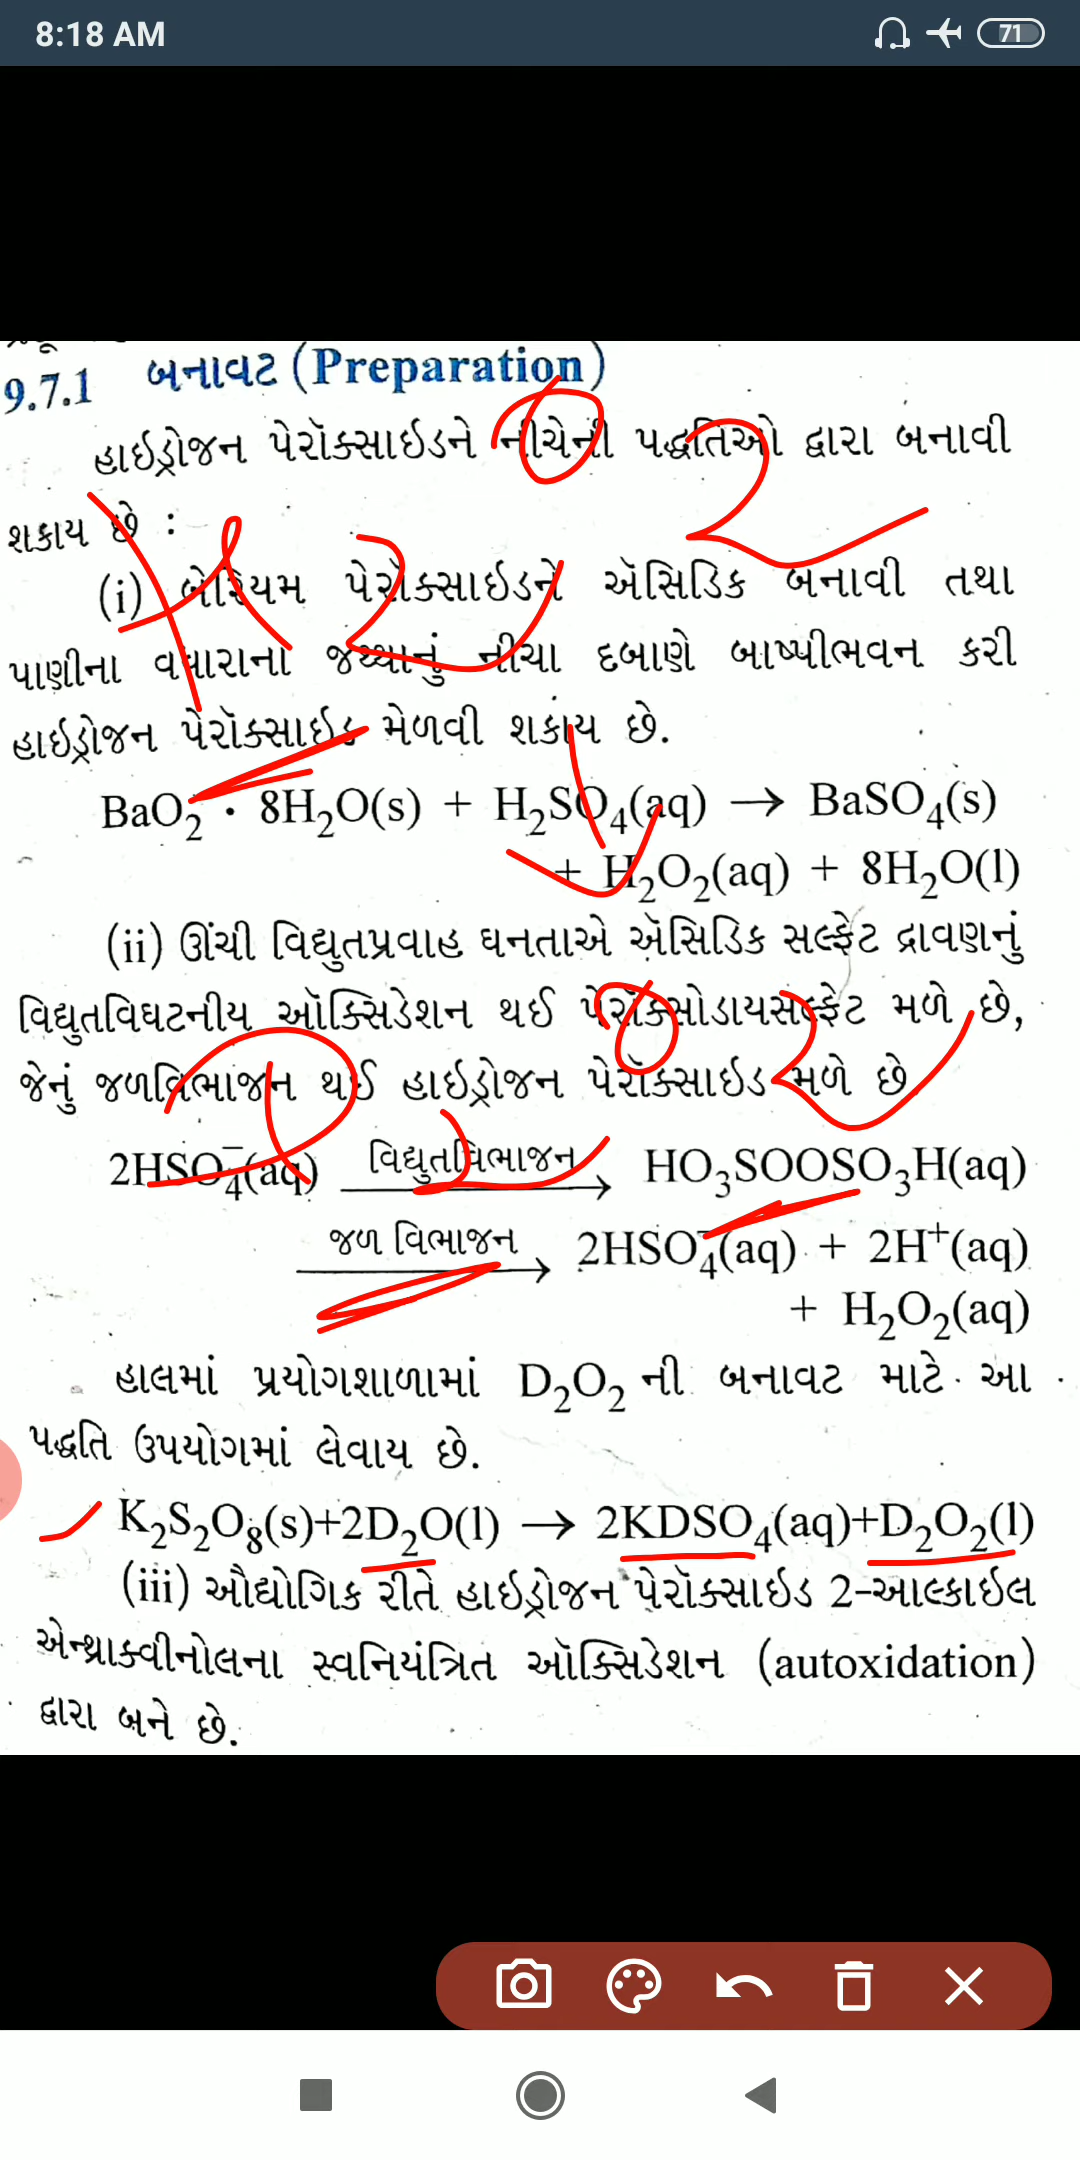 8:18 AM
71
9.7.1 બનાવટ (Preparation)
હાઇડ્રોજન પેરૉક્સાઇડને નીચેની પદ્ધતિઓ દ્વારા બનાવી
શકાય છે :
(i) બેરિયમ પેરૉક્સાઇડને ઍસિડિક બનાવી તથા
પાણીના વધારાના જથ્થાનું નીચા દબાણે બાષ્પીભવન કરી
હાઇડ્રોજન પેરૉક્સાઇડ મેળવી શકાય છે.
BaO₂ · 8H₂O(s) + H₂SO₄(aq) → BaSO₄(s)
+ H₂O₂(aq) + 8H₂O(l)
(ii) ઊંચી વિદ્યુતપ્રવાહ ઘનતાએ ઍસિડિક સલ્ફેટ દ્રાવણનું
વિદ્યુતવિઘટનીય ઑક્સિડેશન થઈ પેરૉક્સોડાયસલ્ફેટ મળે છે,
જેનું જળવિભાજન થઈ હાઇડ્રોજન પેરૉક્સાઇડ મળે છે
2HSO₄⁻(aq) વિદ્યુતવિભાજન → HO₃SOOSO₃H(aq)
જળ વિભાજન → 2HSO₄⁻(aq) + 2H⁺(aq)
+ H₂O₂(aq)
હાલમાં પ્રયોગશાળામાં D₂O₂ ની બનાવટ માટે આ
પદ્ધતિ ઉપયોગમાં લેવાય છે.
K₂S₂O₈(s)+2D₂O(l) → 2KDSO₄(aq)+D₂O₂(l)
(iii) ઔદ્યોગિક રીતે હાઇડ્રોજન પેરૉક્સાઇડ 2-આલ્કાઇલ
એન્થ્રાક્વીનોલના સ્વનિયંત્રિત ઑક્સિડેશન (autoxidation)
દ્વારા બને છે.